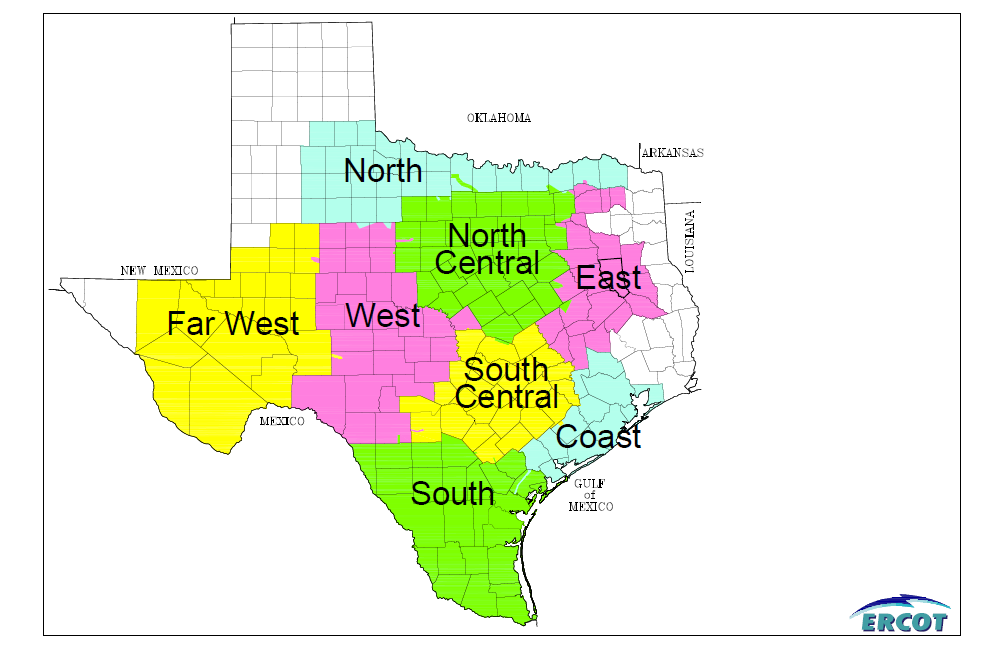 OKLAHOMA
ARKANSAS
North
LOUISIANA
North
Central
NEW MEXICO
East
Far West
West
South
Central
MEXICO
Coast
South
GULF
of
MEXICO
ERCOT